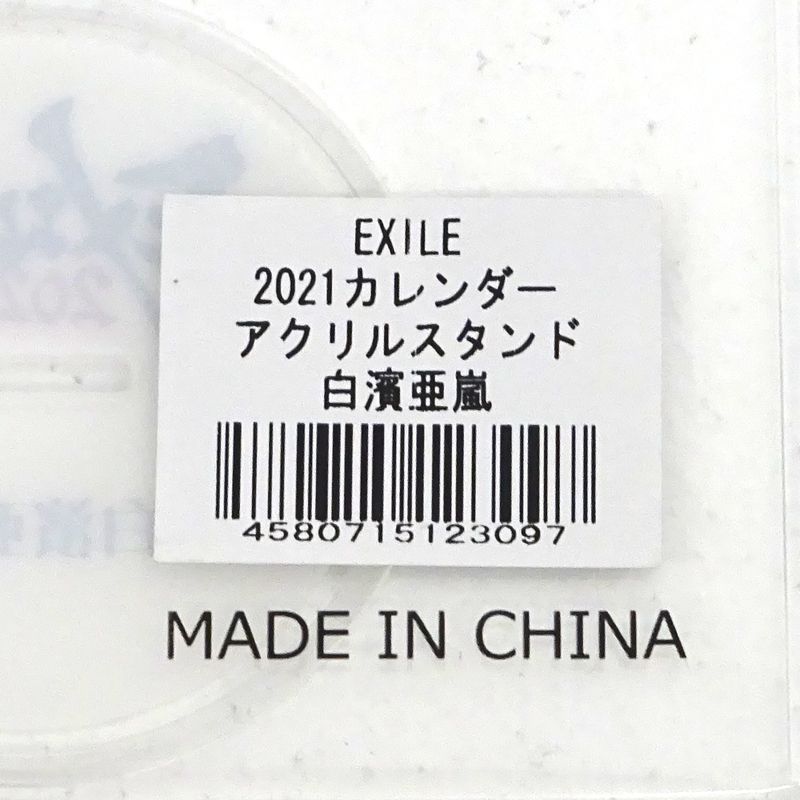 EXILE
2021カレンダー
アクリルスタンド
白濱亜嵐
4580715123097
MADE IN CHINA